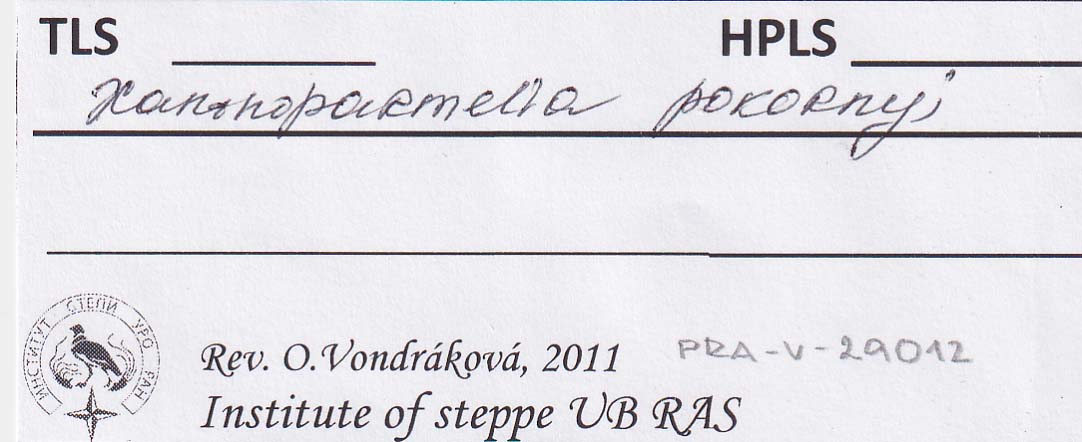 TLS HPLS
Xanthoparmelia pokornyi
ИНСТИТУТ СТЕПИ УРО РАН
Rev. O.Vondráková, 2011 PRA-V-29012
Institute of steppe UB RAS